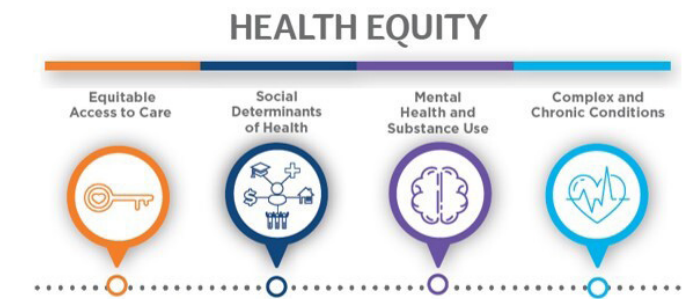 HEALTH EQUITY
Equitable
Access to Care
Social
Determinants
of Health
Mental
Health and
Substance Use
Complex and
Chronic Conditions
$